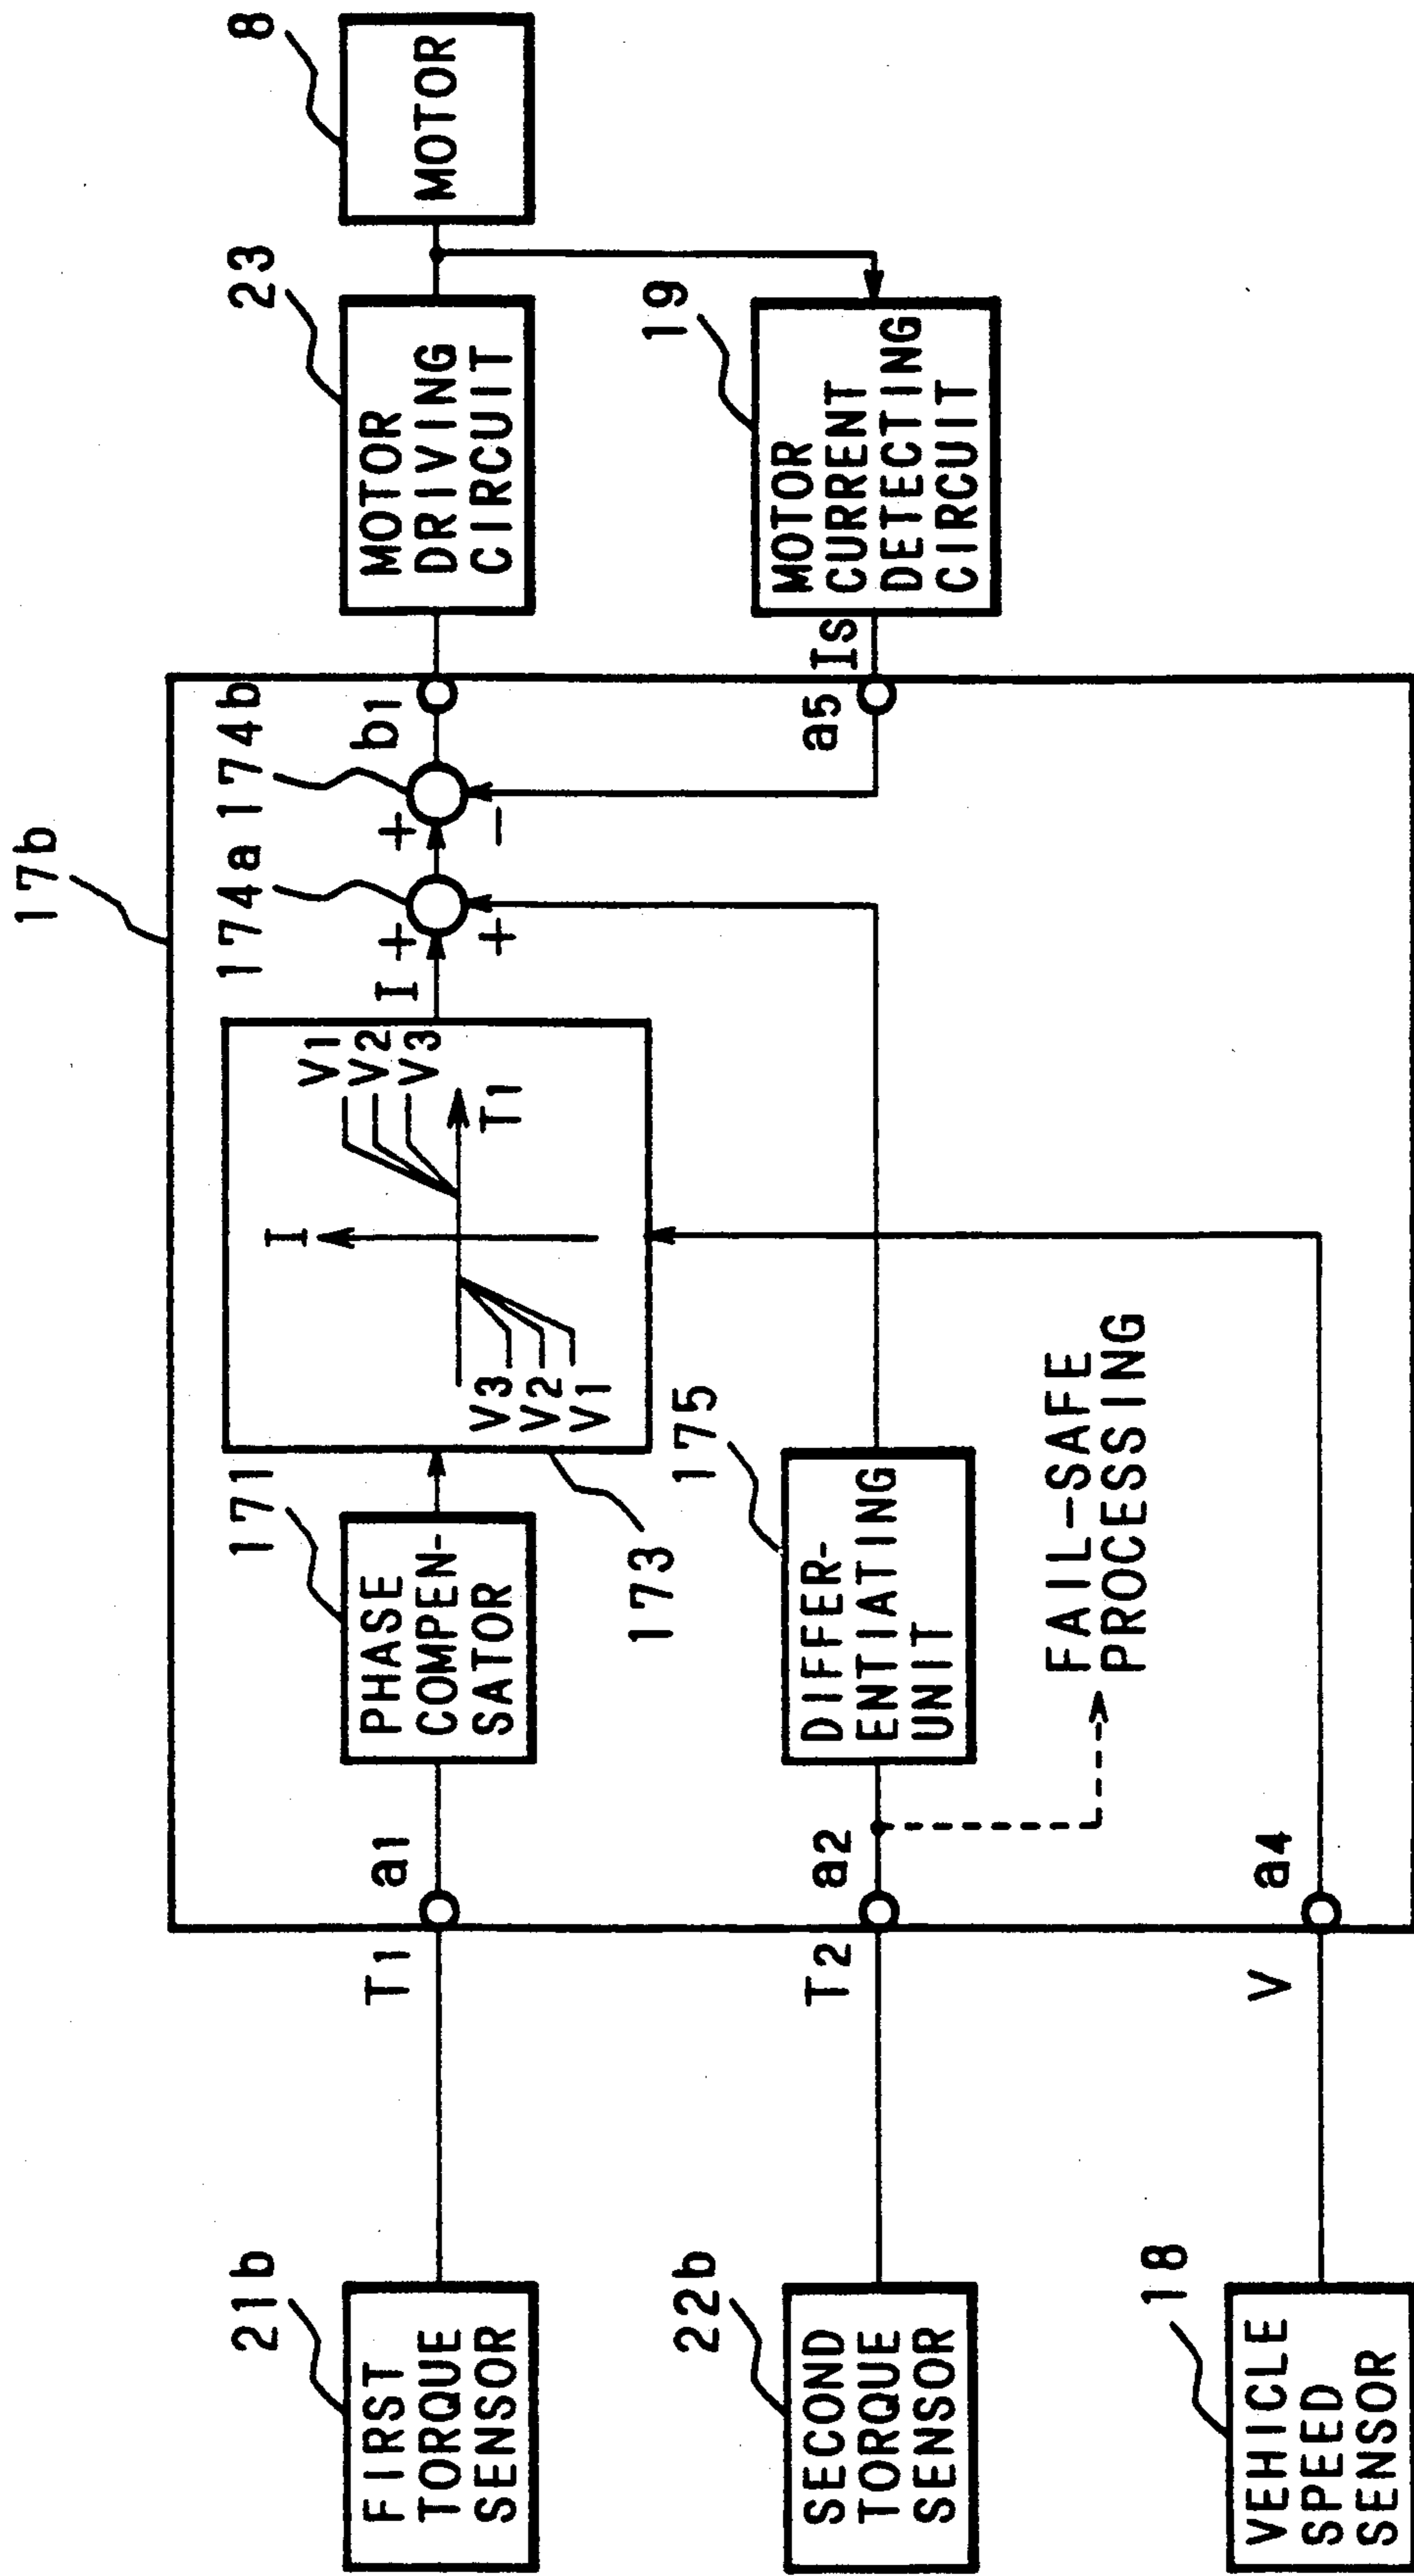 17b
21b
FIRST
TORQUE
SENSOR
T1
a1
171
PHASE
COMPEN-
SATOR
173
I
T1
V1
V2
V3
V3
V2
V1
I
+
+
174a
+
-
174b
b1
23
MOTOR
DRIVING
CIRCUIT
8
MOTOR
22b
SECOND
TORQUE
SENSOR
T2
a2
175
DIFFER-
ENTIATING
UNIT
FAIL-SAFE
PROCESSING
a5
Is
19
MOTOR
CURRENT
DETECTING
CIRCUIT
18
VEHICLE
SPEED
SENSOR
V
a4